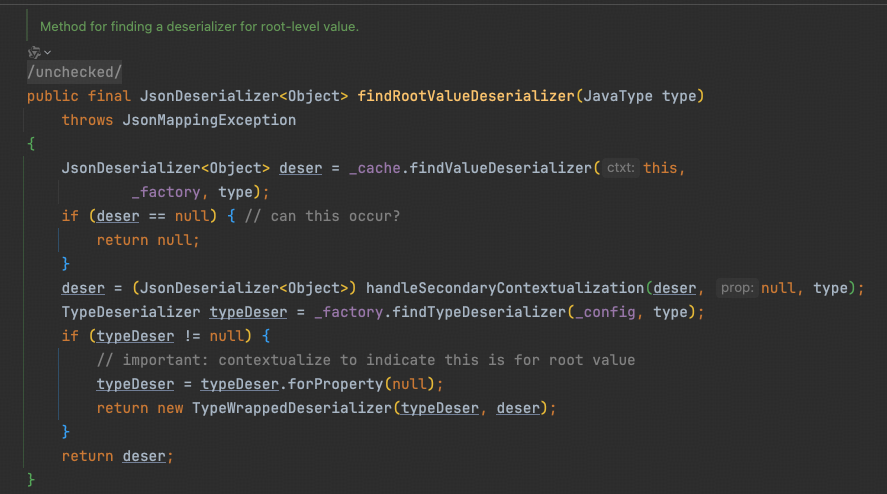 Method for finding a deserializer for root-level value.
/unchecked/
public final JsonDeserializer<Object> findRootValueDeserializer(JavaType type)
    throws JsonMappingException
{
    JsonDeserializer<Object> deser = _cache.findValueDeserializer( ctxt: this,
            _factory, type);
    if (deser == null) { // can this occur?
        return null;
    }
    deser = (JsonDeserializer<Object>) handleSecondaryContextualization(deser, prop: null, type);
    TypeDeserializer typeDeser = _factory.findTypeDeserializer(_config, type);
    if (typeDeser != null) {
        // important: contextualize to indicate this is for root value
        typeDeser = typeDeser.forProperty(null);
        return new TypeWrappedDeserializer(typeDeser, deser);
    }
    return deser;
}